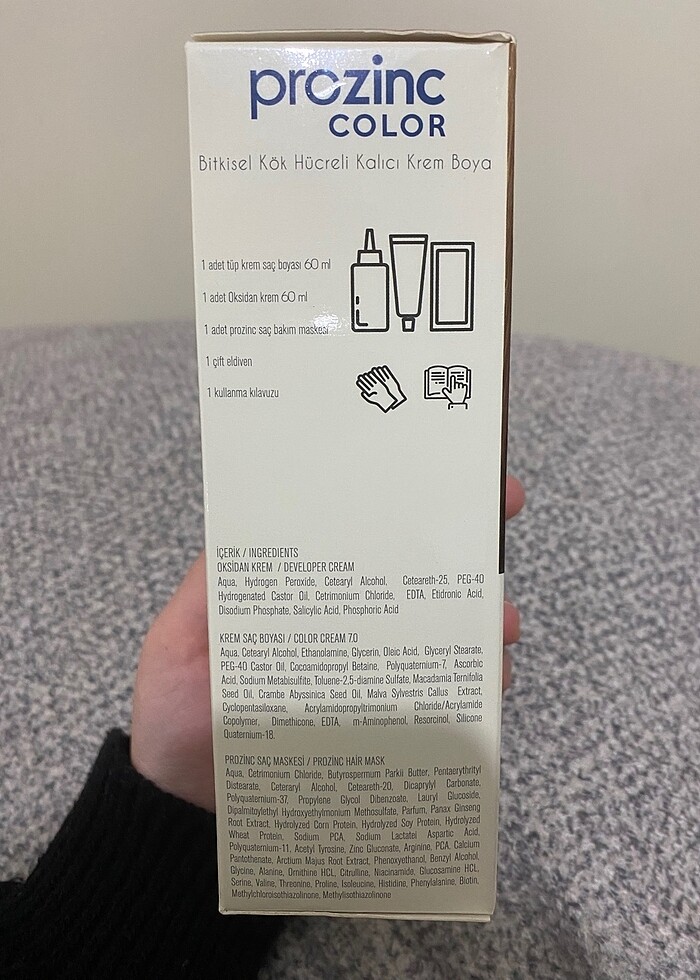 prozinc
COLOR
Bitkisel Kök Hücreli Kalıcı Krem Boya
1 adet tüp krem saç boyası 60 ml
1 adet Oksidan krem 60 ml
1 adet prozinc saç bakım maskesi
1 çift eldiven
1 kullanma kılavuzu
İÇERİK / INGREDIENTS
OKSİDAN KREM / DEVELOPER CREAM
Aqua, Hydrogen Peroxide, Cetearyl Alcohol, Ceteareth-25, PEG-40
Hydrogenated Castor Oil, Cetrimonium Chloride, EDTA, Etidronic Acid,
Disodium Phosphate, Salicylic Acid, Phosphoric Acid
KREM SAÇ BOYASI / COLOR CREAM 7.0
Aqua, Cetearyl Alcohol, Ethanolamine, Glycerin, Oleic Acid, Glyceryl Stearate,
PEG-40 Castor Oil, Cocoamidopropyl Betaine, Polyquaternium-7, Ascorbic
Acid, Sodium Metabisulfite, Toluene-2.5-diamine Sulfate, Macadamia Ternifolia
Seed Oil, Crambe Abyssinica Seed Oil, Malva Sylvestris Callus Extract,
Cyclopentasiloxane, Acrylamidopropyltrimonium Chloride/Acrylamide
Copolymer, Dimethicone, EDTA, m-Aminophenol, Resorcinol, Silicone
Quaternium-18.
PROZİNC SAÇ MASKESİ / PROZİNC HAIR MASK
Aqua, Cetrimonium Chloride, Butyrospermum Parkii Butter, Pentaerythrityl
Distearate, Ceteraryl Alcohol, Ceteareth-20, Dicaprylyl Carbonate,
Polyquaternium-37, Propylene Glycol Dibenzoate, Lauryl Glucoside,
Dipalmitoylethyl Hydroxyethylmonium Methosulfate, Parfum, Panax Ginseng
Root Extract, Hydrolyzed Corn Protein, Hydrolyzed Soy Protein, Hydrolyzed
Wheat Protein, Sodium PCA, Sodium Lactatei Aspartic Acid,
Polyquaternium-11, Acetyl Tyrosine, Zinc Gluconate, Arginine, PCA, Calcium
Pantothenate, Arctium Majus Root Extract, Phenoxyethanol, Benzyl Alcohol,
Glycine, Alanine, Ornithine HCL, Citrulline, Niacinamide, Glucosamine HCL,
Serine, Valine, Threonine, Proline, Isoleucine, Histidine, Phenylalanine, Biotin,
Methylchloroisothiazolinone, Methylisothiazolinone